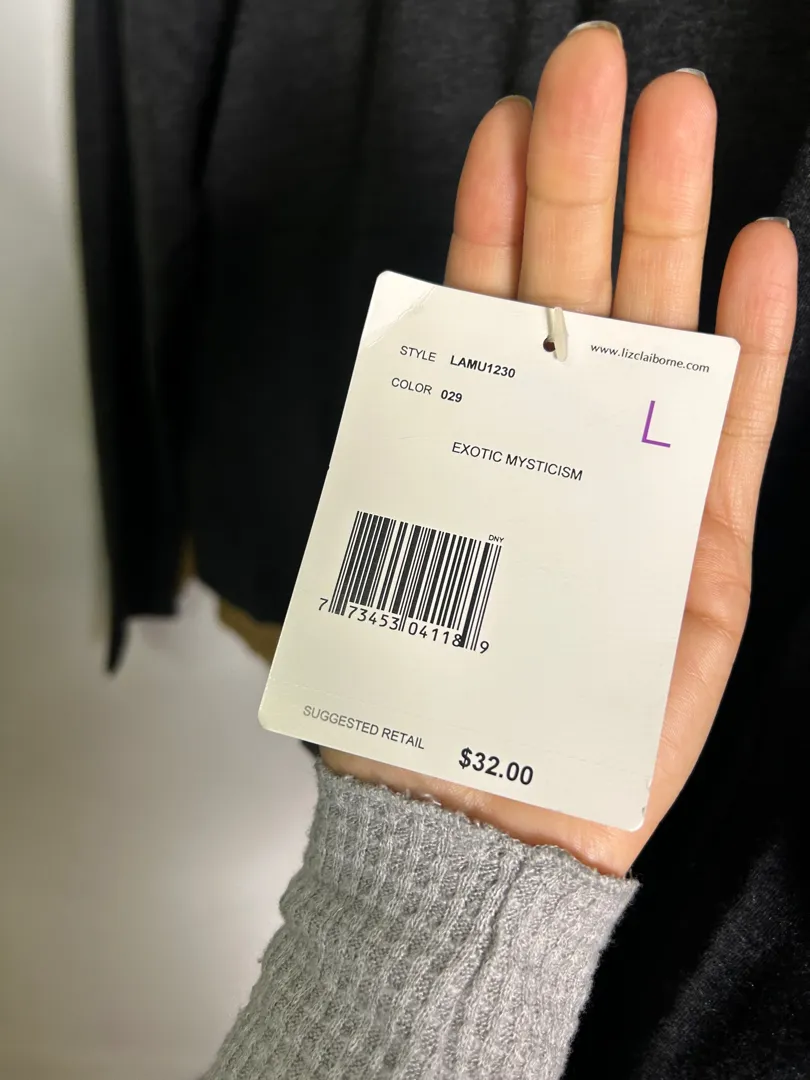 www.lizclaiborne.com
STYLE LAMU1230
COLOR 029
L
EXOTIC MYSTICISM
DNY
7 73453 04118 9
SUGGESTED RETAIL $32.00